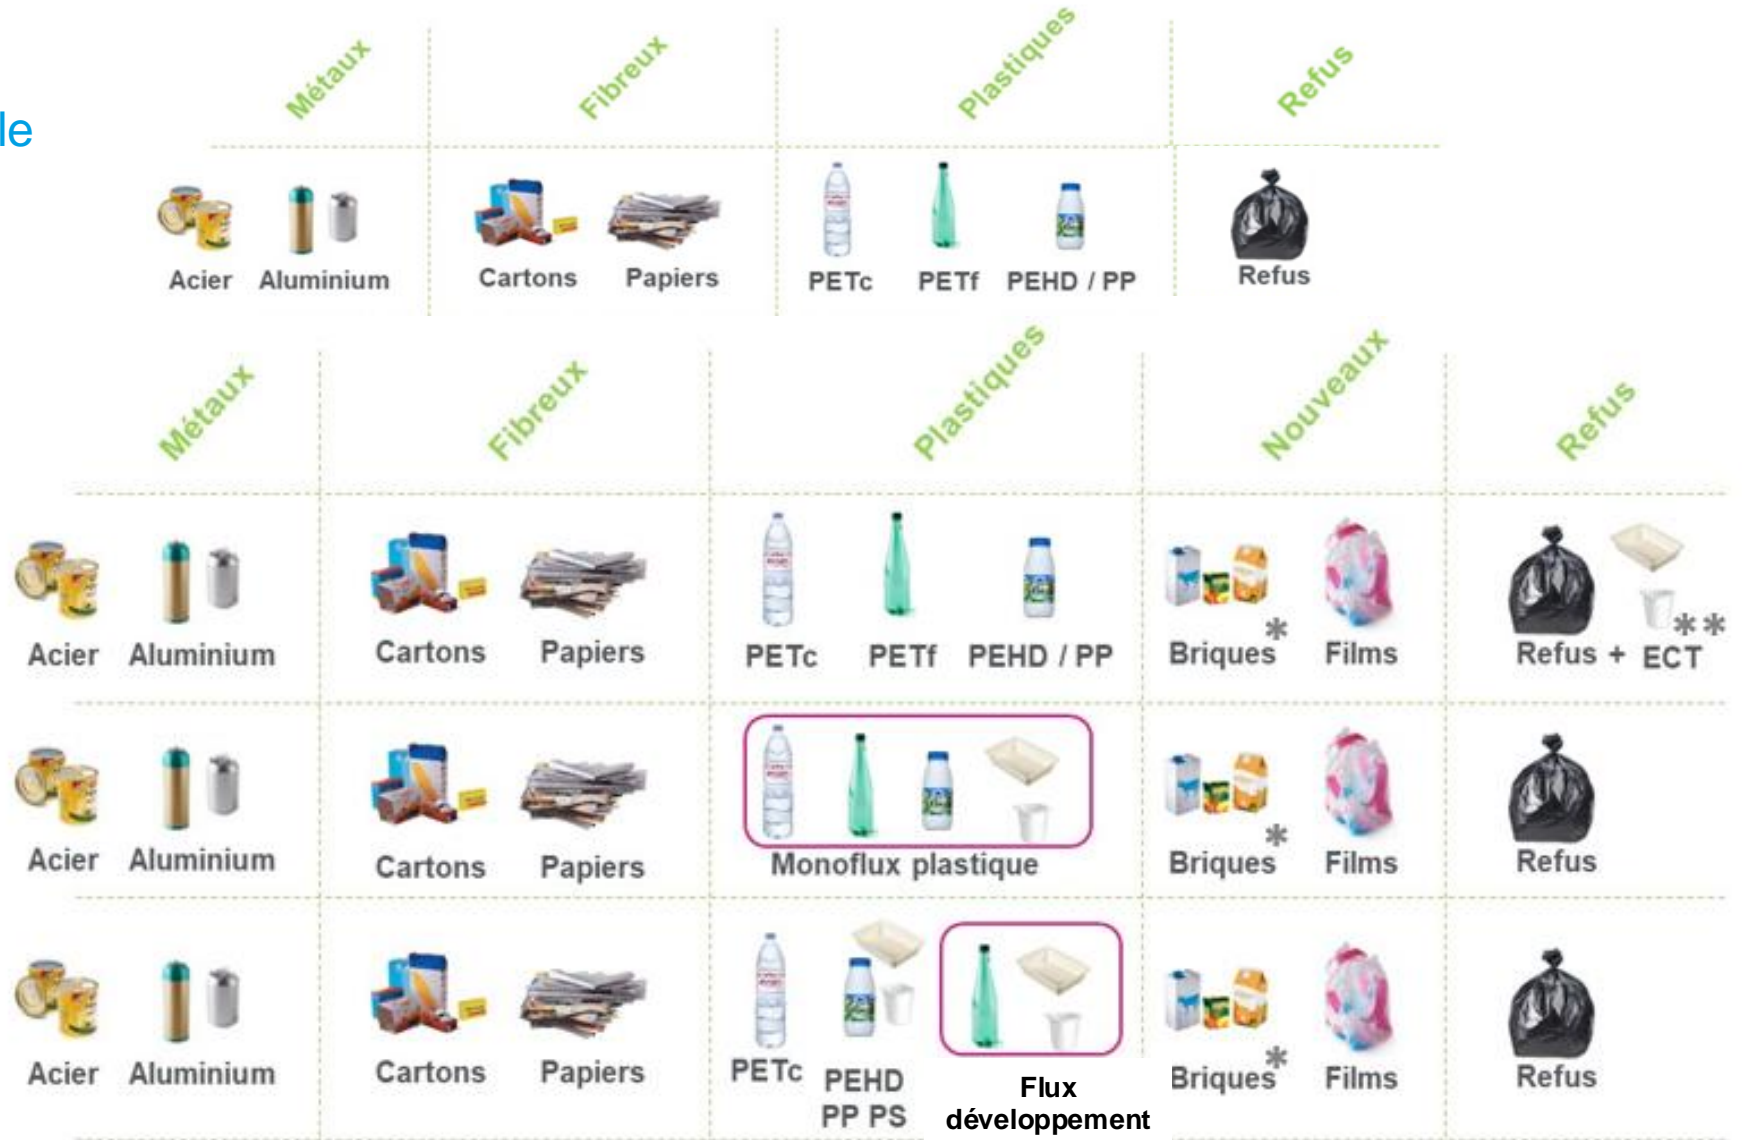 le
Métaux Fibreux Plastiques Refus
Acier Aluminium Cartons Papiers PETc PETf PEHD / PP Refus
Métaux Fibreux Plastiques Nouveaux Refus
Acier Aluminium Cartons Papiers PETc PETf PEHD / PP Briques* Films Refus + ECT**
Acier Aluminium Cartons Papiers Monoflux plastique Briques* Films Refus
Acier Aluminium Cartons Papiers PETc PEHD Flux Briques* Films Refus
PP PS développement